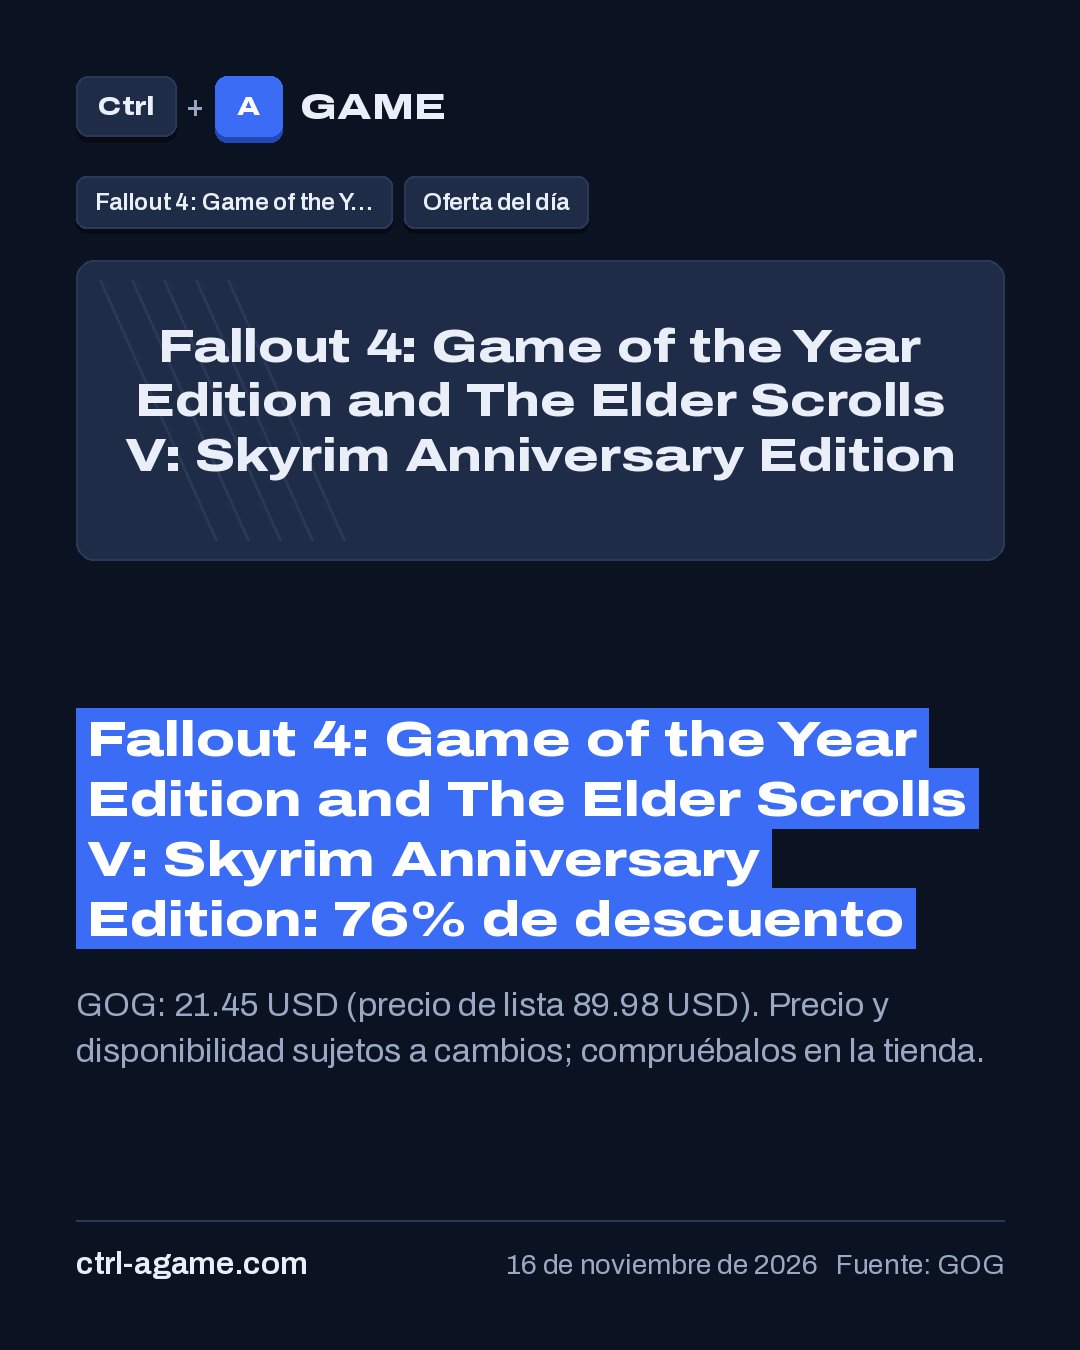 Ctrl + A GAME
Fallout 4: Game of the Y... Oferta del día
Fallout 4: Game of the Year
Edition and The Elder Scrolls
V: Skyrim Anniversary Edition
Fallout 4: Game of the Year
Edition and The Elder Scrolls
V: Skyrim Anniversary
Edition: 76% de descuento
GOG: 21.45 USD (precio de lista 89.98 USD). Precio y
disponibilidad sujetos a cambios; compruébalos en la tienda.
ctrl-agame.com 16 de noviembre de 2026 Fuente: GOG